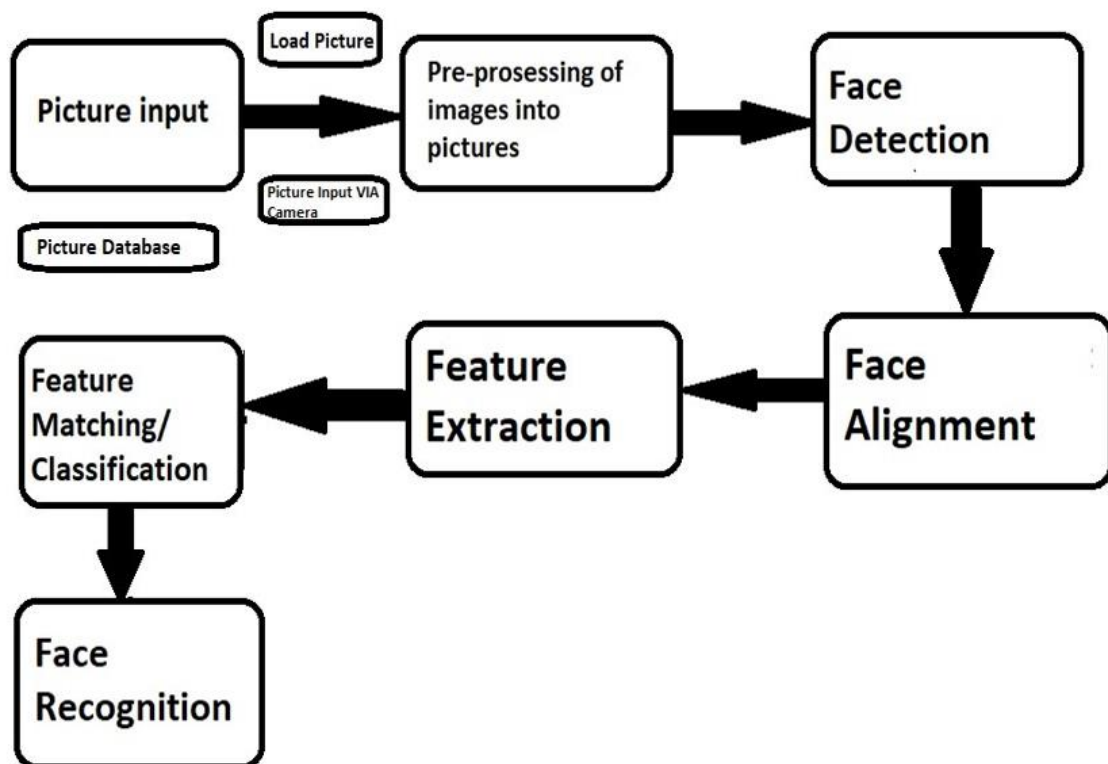 Load Picture
Picture input
Pre-prosessing of
images into
pictures
Face
Detection
Picture Input VIA
Camera
Picture Database
Face
Alignment
Feature
Extraction
Feature
Matching/
Classification
Face
Recognition